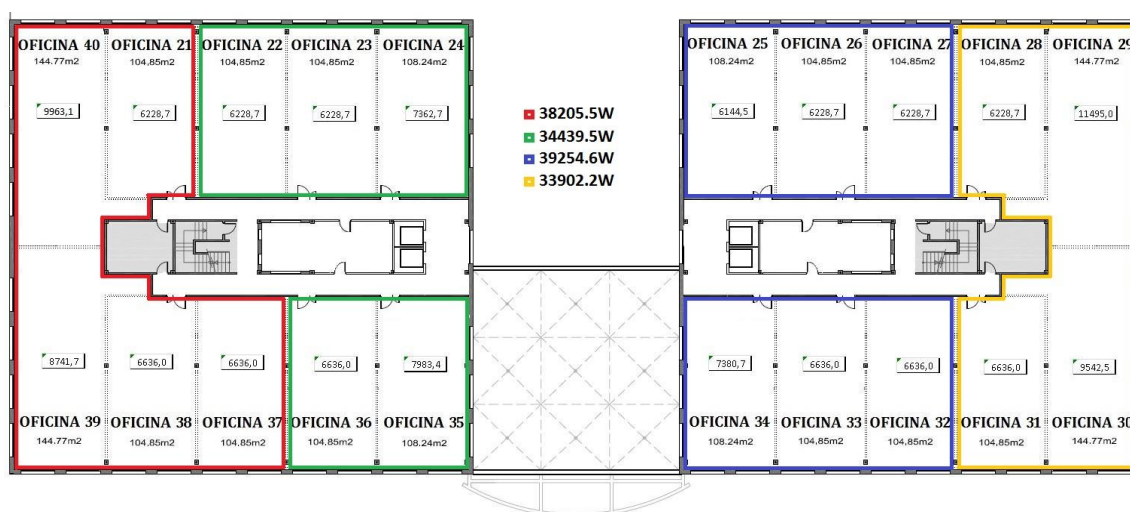 OFICINA 40 OFICINA 21 OFICINA 22 OFICINA 23 OFICINA 24 OFICINA 25 OFICINA 26 OFICINA 27 OFICINA 28 OFICINA 29
144.77m2 104,85m2 104,85m2 104,85m2 108.24m2 108.24m2 104,85m2 104,85m2 104,85m2 144.77m2
9963,1 6228,7 6228,7 6228,7 7362,7 6144,5 6228,7 6228,7 6228,7 11495,0
38205.5W
34439.5W
39254.6W
33902.2W
8741,7 6636,0 6636,0 6636,0 7983,4 7380,7 6636,0 6636,0 6636,0 9542,5
OFICINA 39 OFICINA 38 OFICINA 37 OFICINA 36 OFICINA 35 OFICINA 34 OFICINA 33 OFICINA 32 OFICINA 31 OFICINA 30
144.77m2 104,85m2 104,85m2 104,85m2 108.24m2 108.24m2 104,85m2 104,85m2 104,85m2 144.77m2